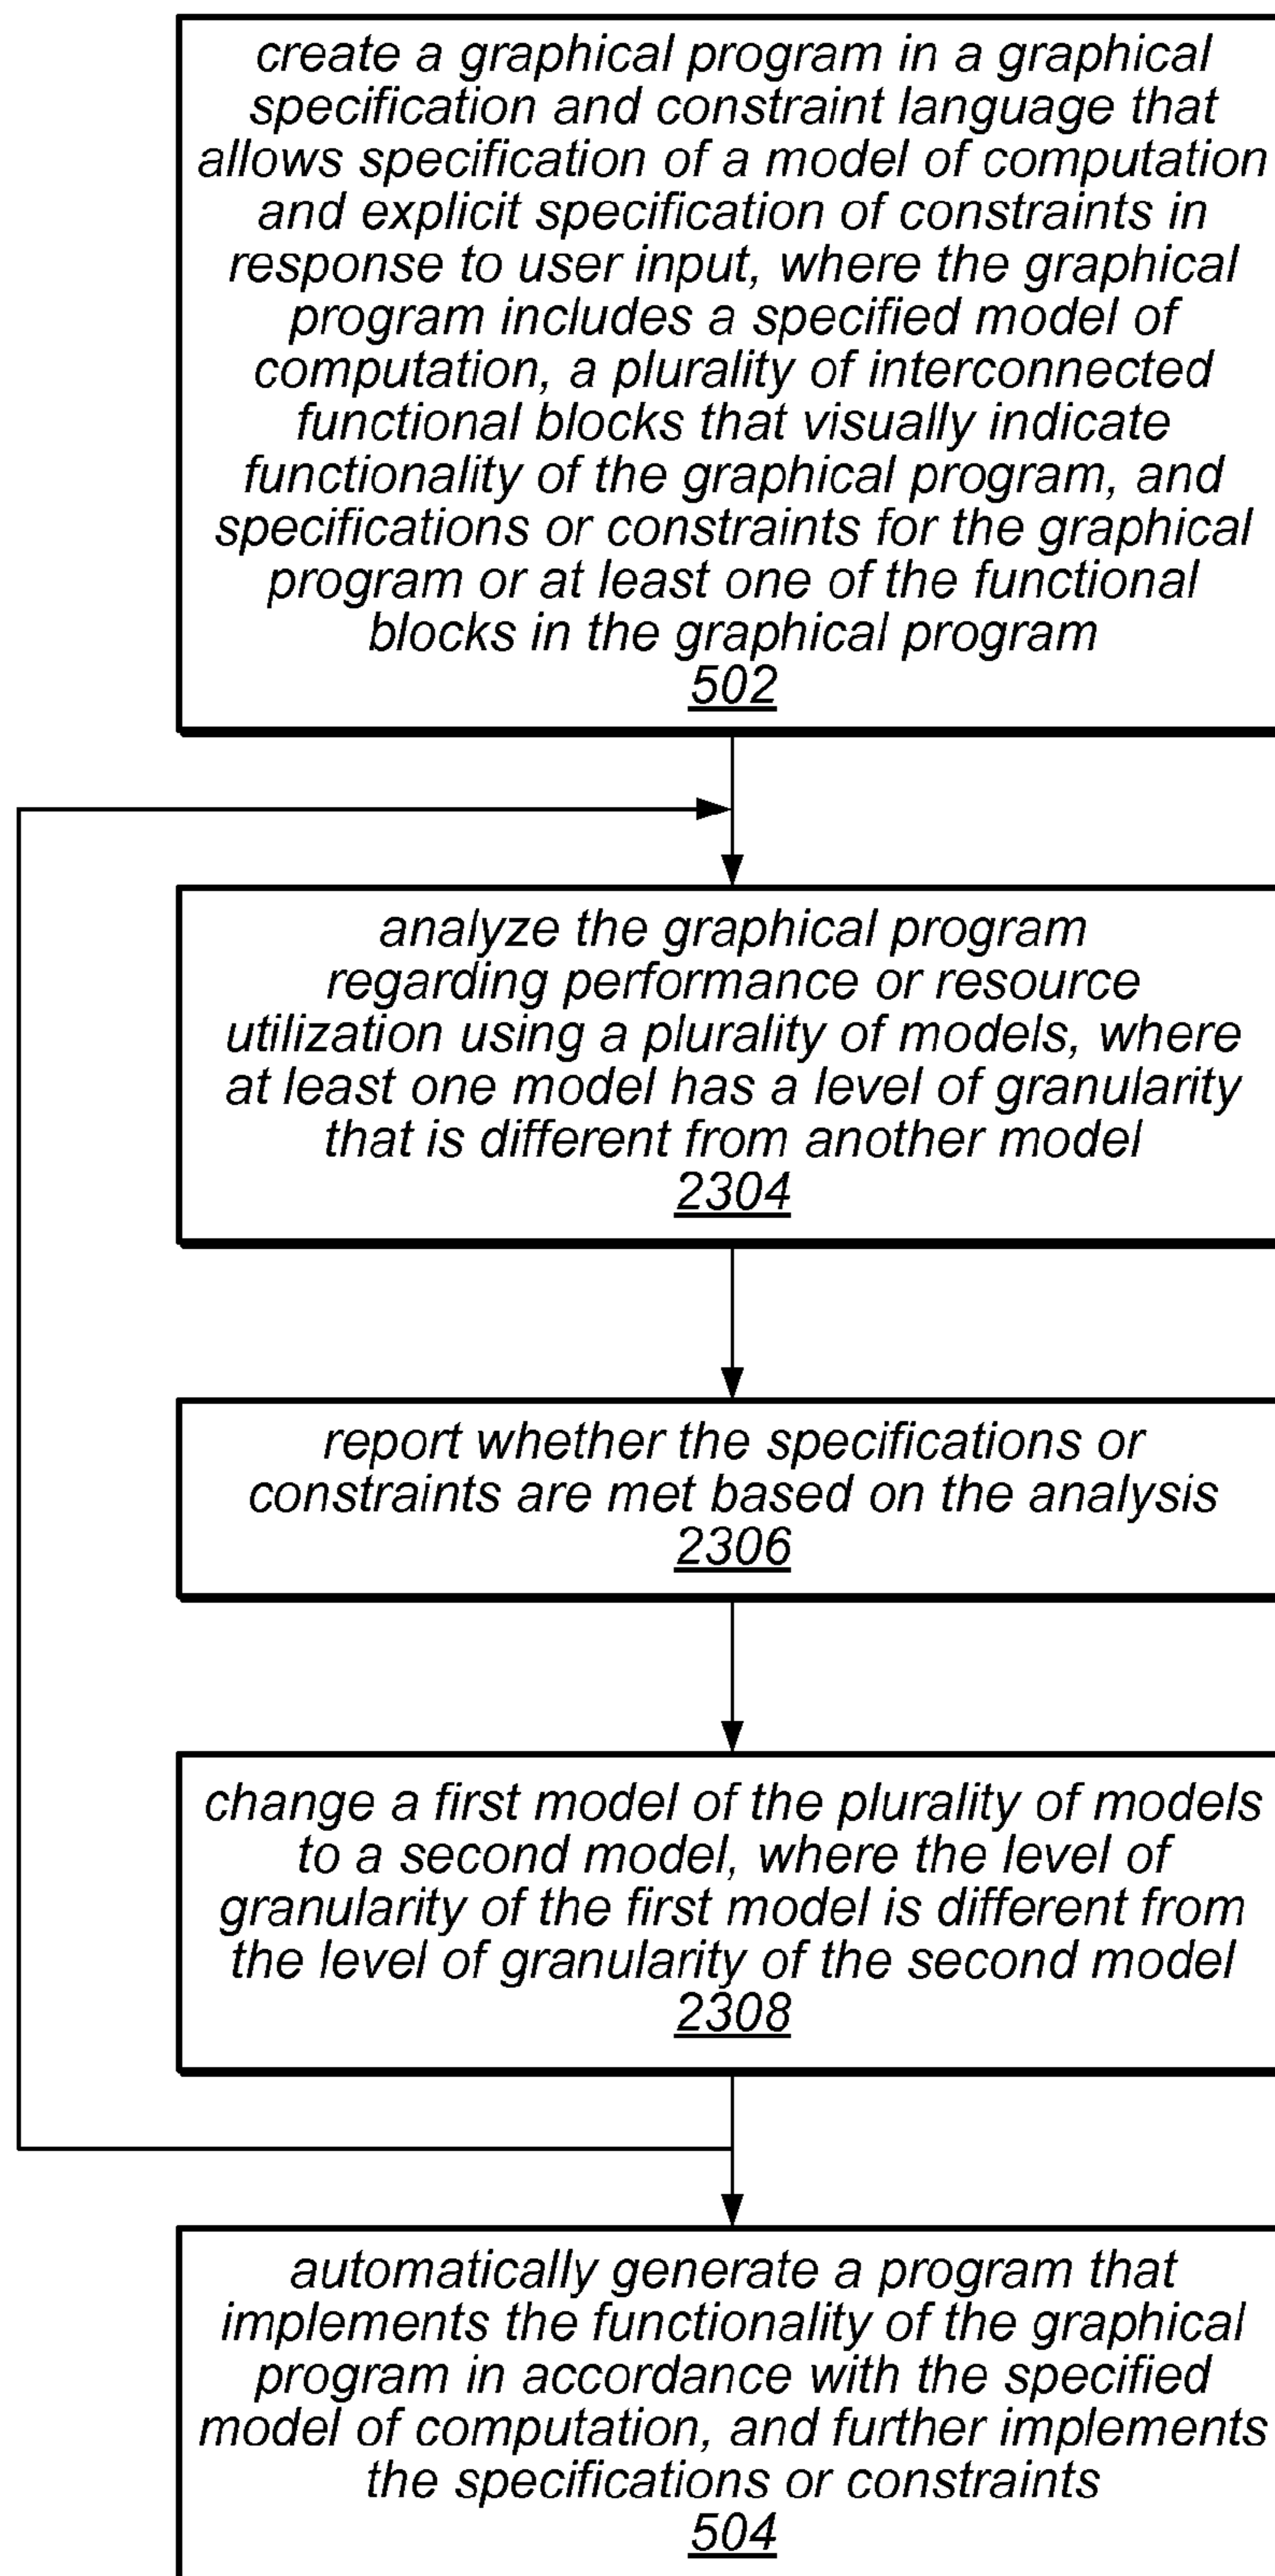 create a graphical program in a graphical
specification and constraint language that
allows specification of a model of computation
and explicit specification of constraints in
response to user input, where the graphical
program includes a specified model of
computation, a plurality of interconnected
functional blocks that visually indicate
functionality of the graphical program, and
specifications or constraints for the graphical
program or at least one of the functional
blocks in the graphical program
502
analyze the graphical program
regarding performance or resource
utilization using a plurality of models, where
at least one model has a level of granularity
that is different from another model
2304
report whether the specifications or
constraints are met based on the analysis
2306
change a first model of the plurality of models
to a second model, where the level of
granularity of the first model is different from
the level of granularity of the second model
2308
automatically generate a program that
implements the functionality of the graphical
program in accordance with the specified
model of computation, and further implements
the specifications or constraints
504